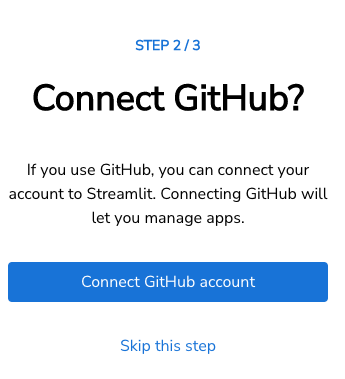 STEP 2 / 3
Connect GitHub?
If you use GitHub, you can connect your
account to Streamlit. Connecting GitHub will
let you manage apps.
Connect GitHub account
Skip this step